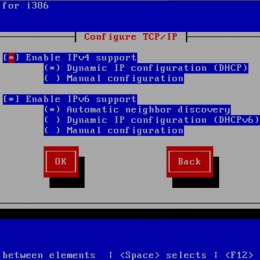 for i386
Configure TCP/IP
[*] Enable IPv4 support
(*) Dynamic IP configuration (DHCP)
( ) Manual configuration
[*] Enable IPv6 support
(*) Automatic neighbor discovery
( ) Dynamic IP configuration (DHCPv6)
( ) Manual configuration
OK Back
between elements ¦ <Space> selects ¦ <F12>